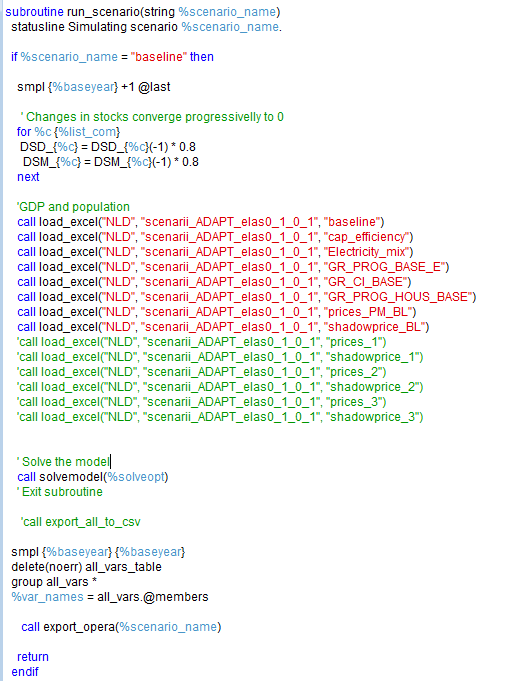 subroutine run_scenario(string %scenario_name)
statusline Simulating scenario %scenario_name.
if %scenario_name = "baseline" then
smpl {%baseyear} +1 @last
' Changes in stocks converge progressivelly to 0
for %c {%list_com}
DSD_{%c} = DSD_{%c}(-1) * 0.8
DSM_{%c} = DSM_{%c}(-1) * 0.8
next
'GDP and population
call load_excel("NLD", "scenarii_ADAPT_elas0_1_0_1", "baseline")
call load_excel("NLD", "scenarii_ADAPT_elas0_1_0_1", "cap_efficiency")
call load_excel("NLD", "scenarii_ADAPT_elas0_1_0_1", "Electricity_mix")
call load_excel("NLD", "scenarii_ADAPT_elas0_1_0_1", "GR_PROG_BASE_E")
call load_excel("NLD", "scenarii_ADAPT_elas0_1_0_1", "GR_CI_BASE")
call load_excel("NLD", "scenarii_ADAPT_elas0_1_0_1", "GR_PROG_HOUS_BASE")
call load_excel("NLD", "scenarii_ADAPT_elas0_1_0_1", "prices_PM_BL")
call load_excel("NLD", "scenarii_ADAPT_elas0_1_0_1", "shadowprice_BL")
'call load_excel("NLD", "scenarii_ADAPT_elas0_1_0_1", "prices_1")
'call load_excel("NLD", "scenarii_ADAPT_elas0_1_0_1", "shadowprice_1")
'call load_excel("NLD", "scenarii_ADAPT_elas0_1_0_1", "prices_2")
'call load_excel("NLD", "scenarii_ADAPT_elas0_1_0_1", "shadowprice_2")
'call load_excel("NLD", "scenarii_ADAPT_elas0_1_0_1", "prices_3")
'call load_excel("NLD", "scenarii_ADAPT_elas0_1_0_1", "shadowprice_3")
' Solve the model
call solvemodel(%solveopt)
' Exit subroutine
'call export_all_to_csv
smpl {%baseyear} {%baseyear}
delete(noerr) all_vars_table
group all_vars *
%var_names = all_vars.@members
call export_opera(%scenario_name)
return
endif